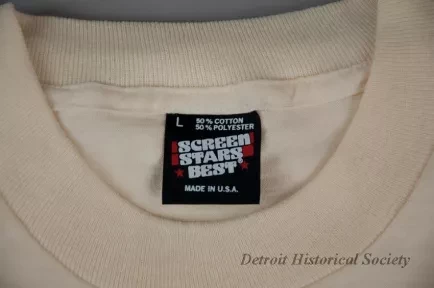 L 50% COTTON
50% POLYESTER
SCREEN
STARS
BEST
MADE IN U.S.A.
Detroit Historical Society